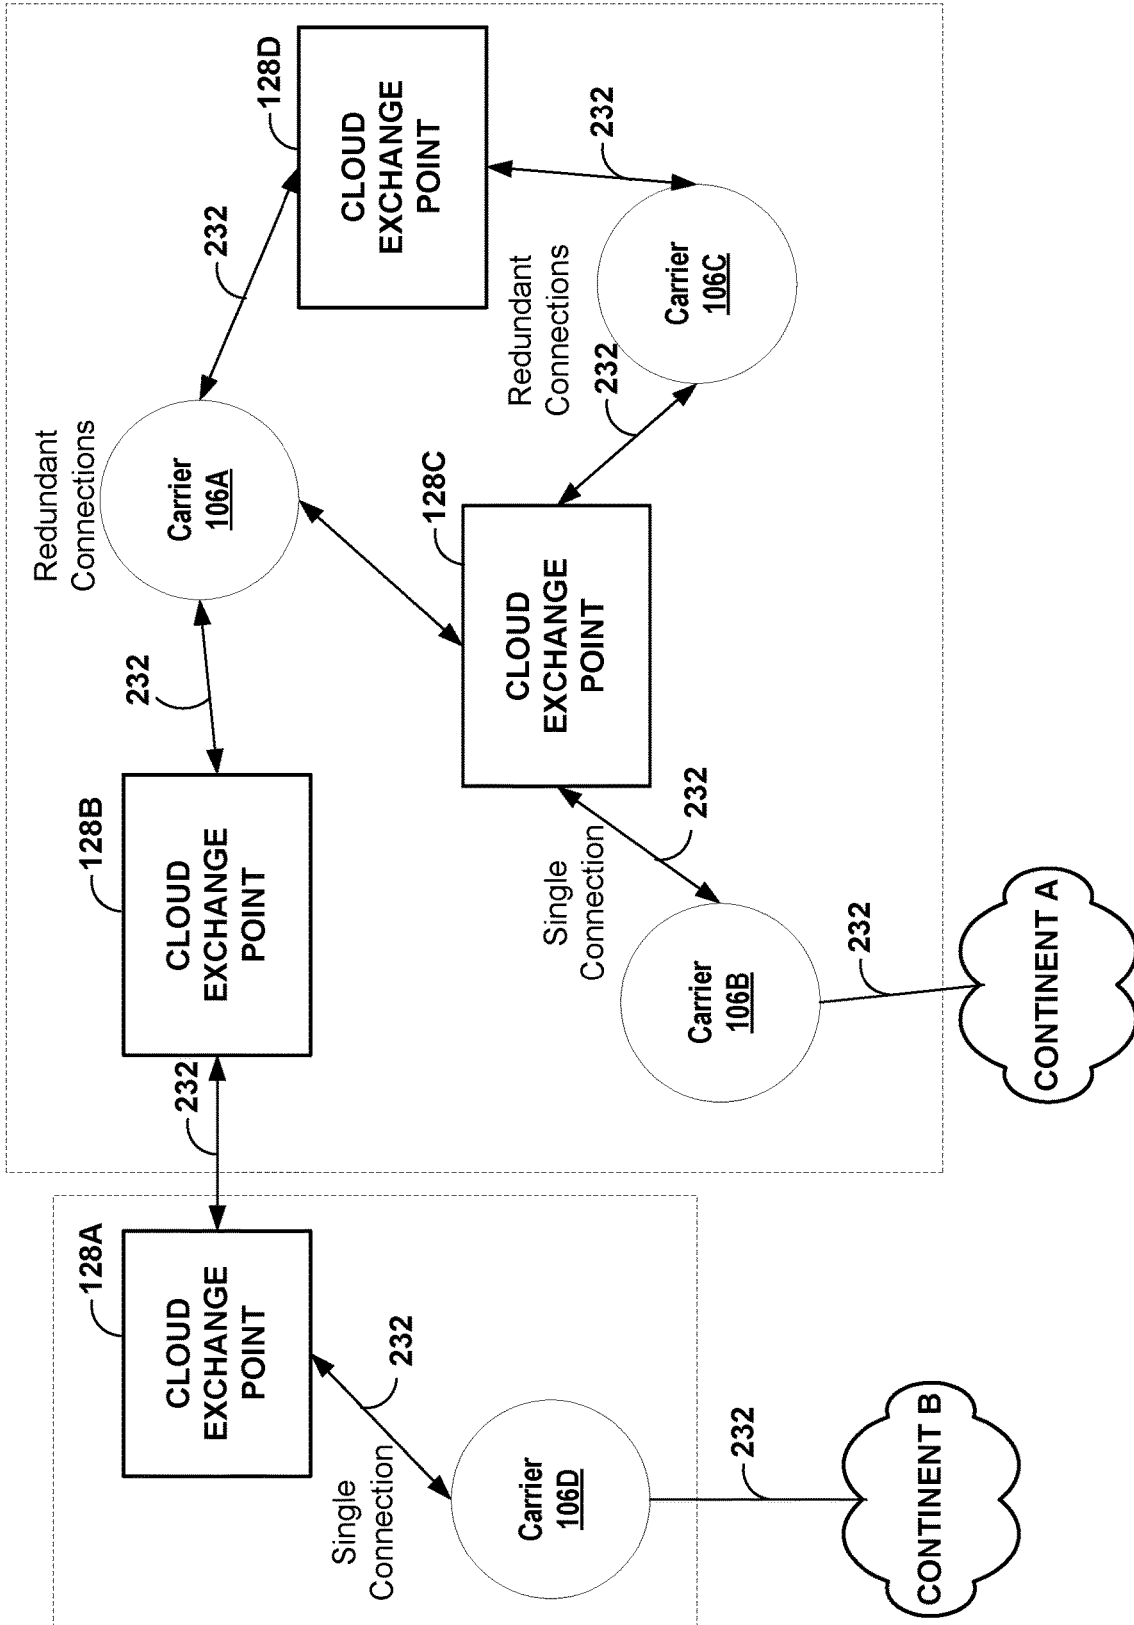 Redundant
Connections
128A
128B
232
CLOUD
EXCHANGE
POINT
232
CLOUD
EXCHANGE
POINT
Carrier
106A
232
128D
CLOUD
EXCHANGE
POINT
Single
Connection
232
128C
Redundant
Connections
Carrier
106D
CLOUD
EXCHANGE
POINT
Single
Connection
232
232
Carrier
106C
232
Carrier
106B
232
232
CONTINENT B
CONTINENT A